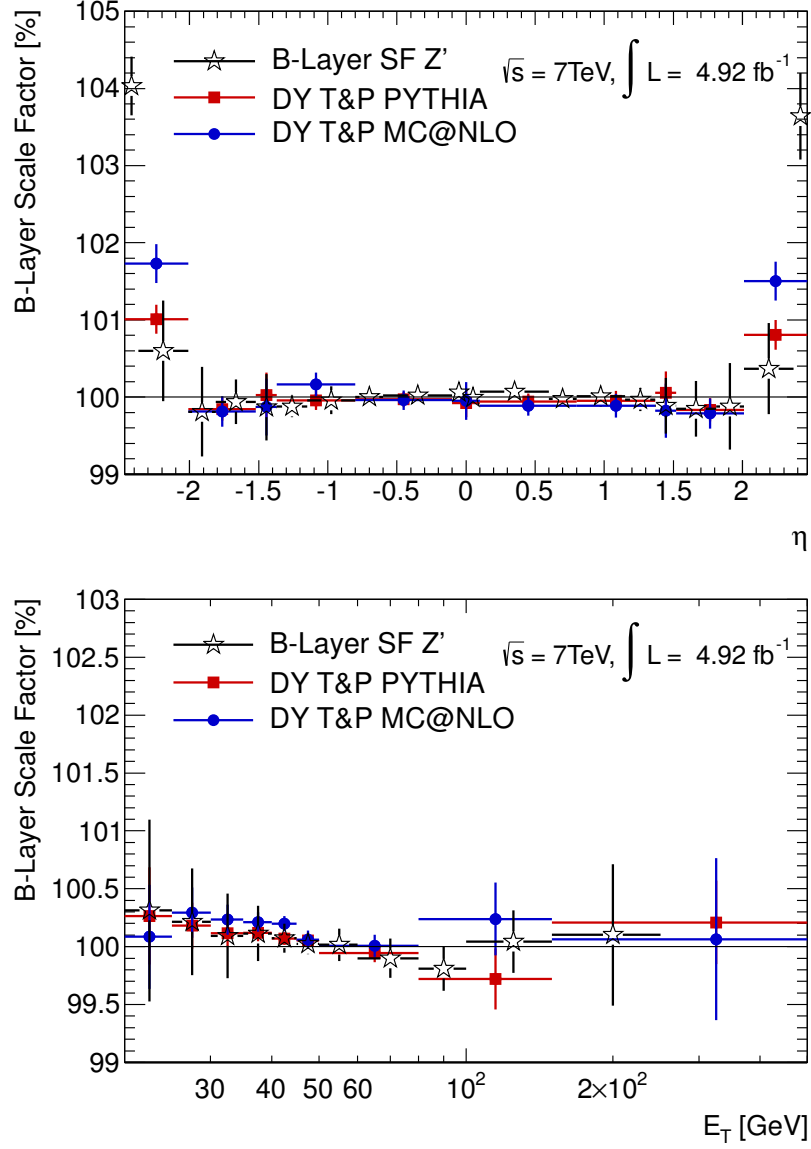 B-Layer Scale Factor [%]
105
104
103
102
101
100
99
B-Layer SF Z'
DY T&P PYTHIA
DY T&P MC@NLO
√s = 7TeV, ∫ L = 4.92 fb⁻¹
-2 -1.5 -1 -0.5 0 0.5 1 1.5 2
η
B-Layer Scale Factor [%]
103
102.5
102
101.5
101
100.5
100
99.5
99
B-Layer SF Z'
DY T&P PYTHIA
DY T&P MC@NLO
√s = 7TeV, ∫ L = 4.92 fb⁻¹
30 40 50 60 10² 2×10²
E_T [GeV]